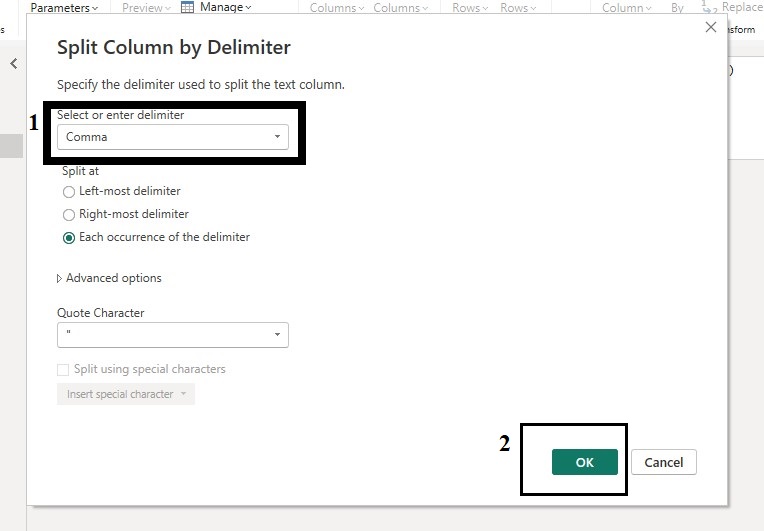 Parameters Preview Manage Columns Columns Rows Rows Column By Replace
s
sform
Split Column by Delimiter
)
Specify the delimiter used to split the text column.
1
Select or enter delimiter
Comma
Split at
Left-most delimiter
Right-most delimiter
Each occurrence of the delimiter
Advanced options
Quote Character
"
Split using special characters
Insert special character
2
OK Cancel